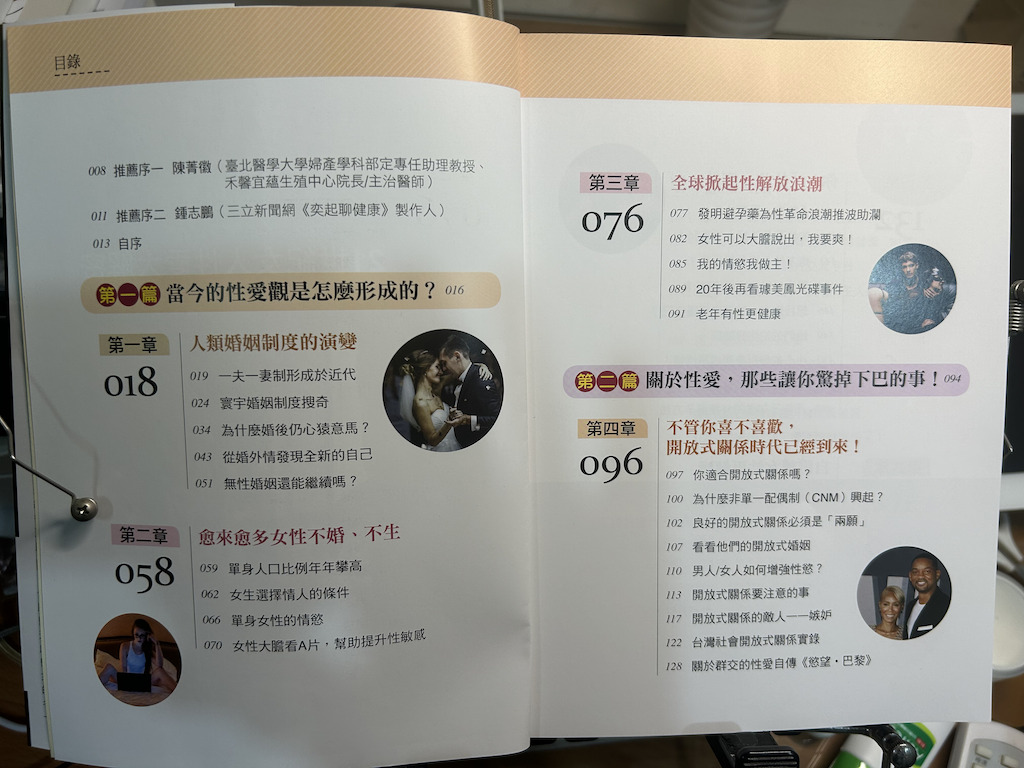 目錄
008 推薦序一 陳菁徽（臺北醫學大學婦產學科部定專任助理教授、
禾馨宜蘊生殖中心院長/主治醫師）
011 推薦序二 鍾志鵬（三立新聞網《奕起聊健康》製作人）
013 自序
第一篇 當今的性愛觀是怎麼形成的？ 016
第一章 人類婚姻制度的演變
018
019 一夫一妻制形成於近代
024 寰宇婚姻制度搜奇
034 為什麼婚後仍心猿意馬？
043 從婚外情發現全新的自己
051 無性婚姻還能繼續嗎？
第二章 愈來愈多女性不婚、不生
058
059 單身人口比例年年攀高
062 女生選擇情人的條件
066 單身女性的情慾
070 女性大膽看A片，幫助提升性敏感
第三章 全球掀起性解放浪潮
076
077 發明避孕藥為性革命浪潮推波助瀾
082 女性可以大膽說出，我要爽！
085 我的情慾我做主！
089 20年後再看璩美鳳光碟事件
091 老年有性更健康
第二篇 關於性愛，那些讓你驚掉下巴的事！ 094
第四章 不管你喜不喜歡，
096 開放式關係時代已經到來！
097 你適合開放式關係嗎？
100 為什麼非單一配偶制（CNM）興起？
102 良好的開放式關係必須是「兩願」
107 看看他們的開放式婚姻
110 男人/女人如何增強性慾？
113 開放式關係要注意的事
117 開放式關係的敵人——嫉妒
122 台灣社會開放式關係實錄
128 關於群交的性愛自傳《慾望・巴黎》